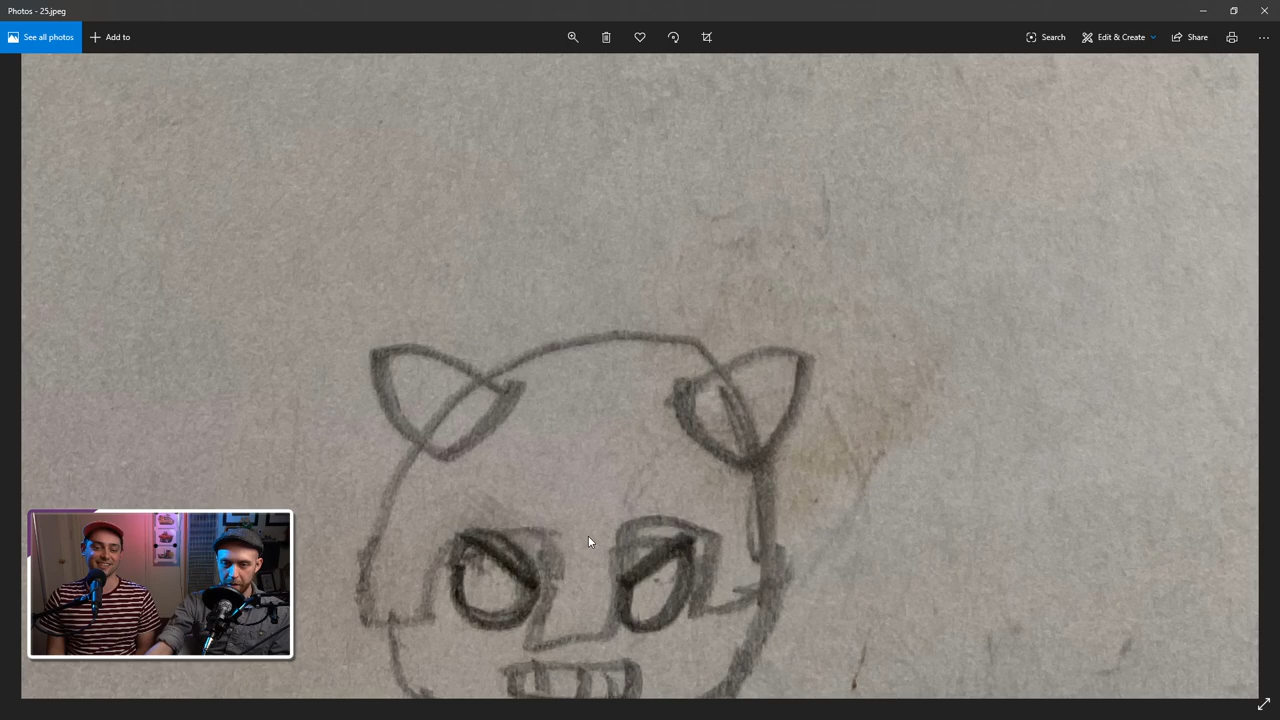 Photos - 25.jpeg
See all photos
Add to
Search
Edit & Create
Share